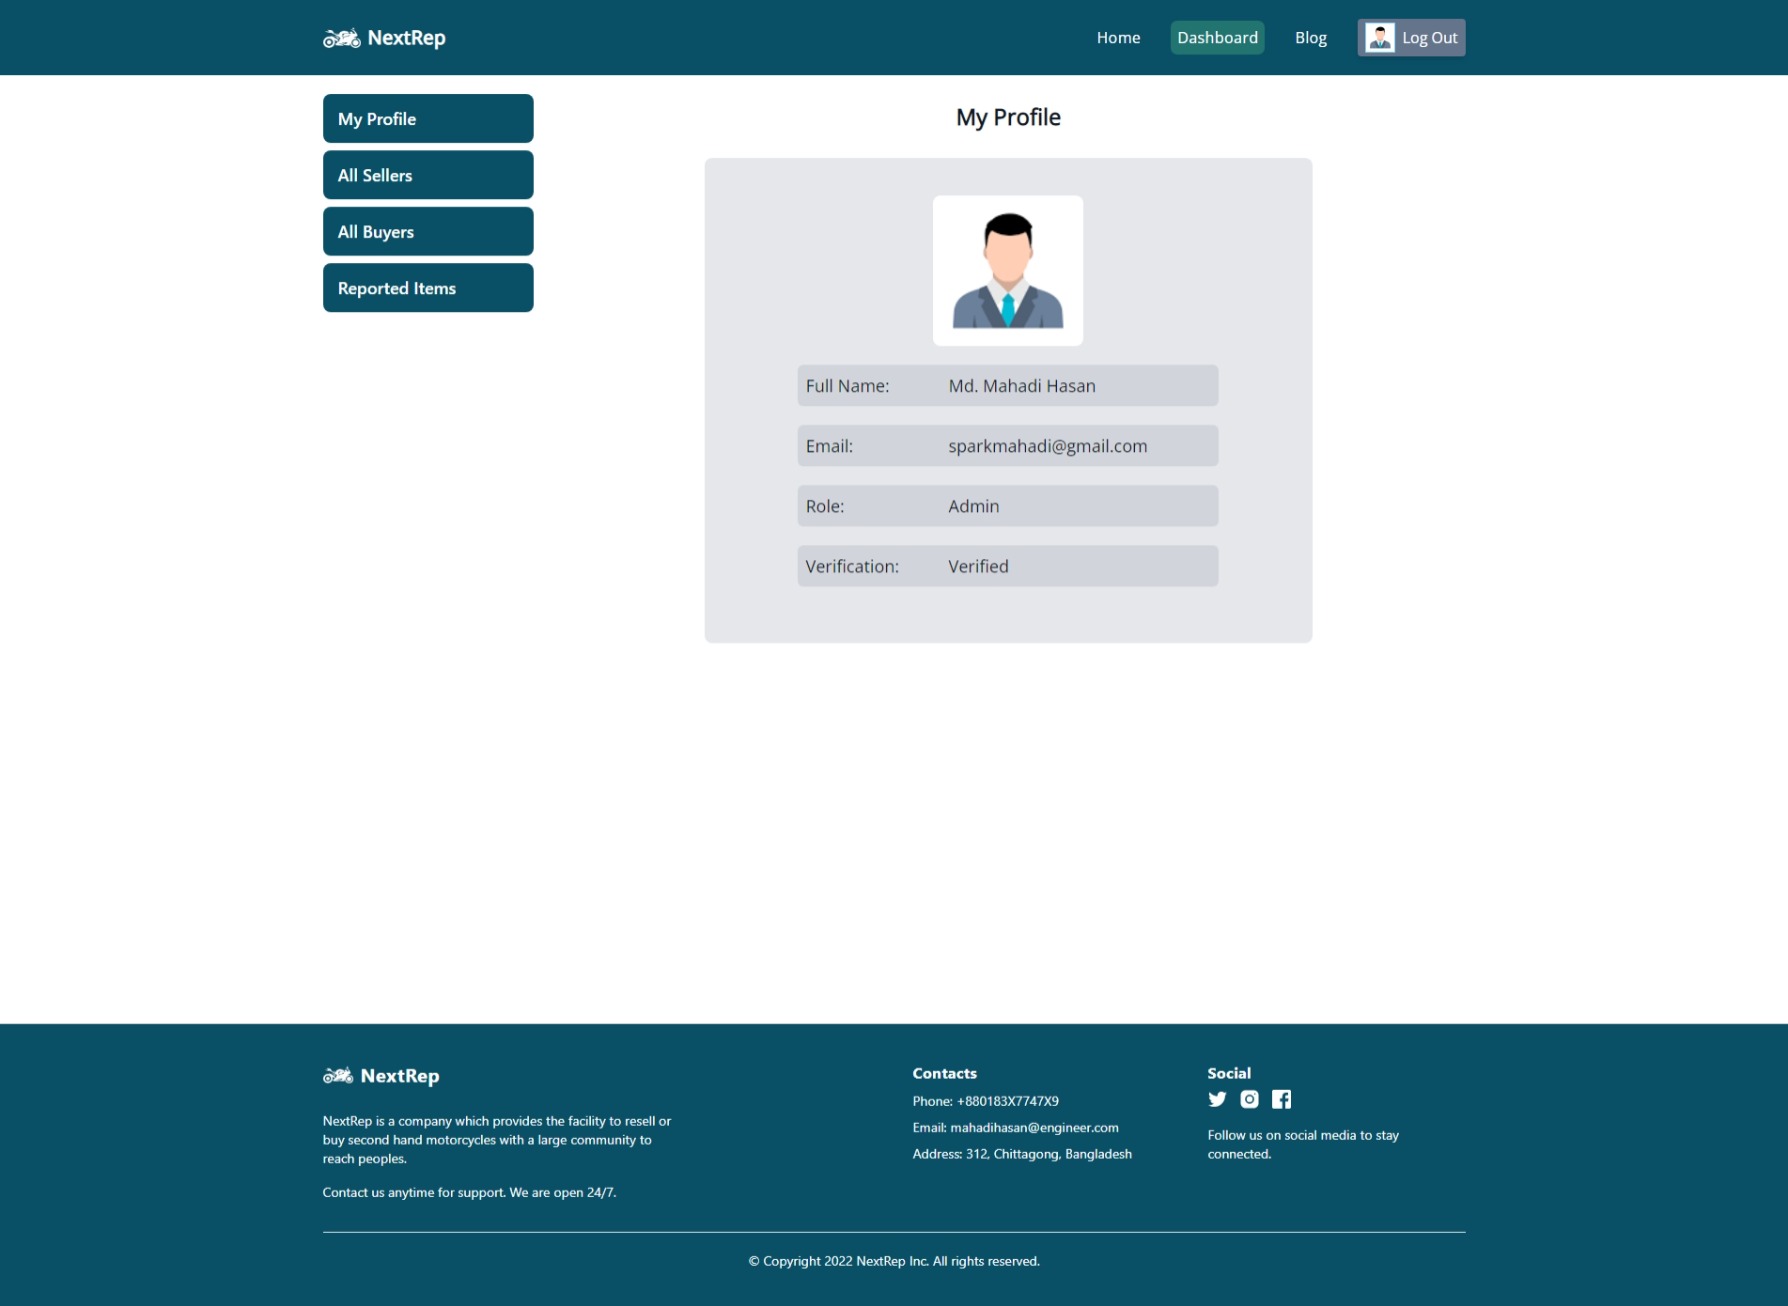 NextRep
Home
Dashboard
Blog
Log Out
My Profile
All Sellers
All Buyers
Reported Items
My Profile
Full Name: Md. Mahadi Hasan
Email: sparkmahadi@gmail.com
Role: Admin
Verification: Verified
NextRep
NextRep is a company which provides the facility to resell or
buy second hand motorcycles with a large community to
reach peoples.
Contact us anytime for support. We are open 24/7.
Contacts
Phone: +880183X7747X9
Email: mahadihasan@engineer.com
Address: 312, Chittagong, Bangladesh
Social
Follow us on social media to stay
connected.
© Copyright 2022 NextRep Inc. All rights reserved.